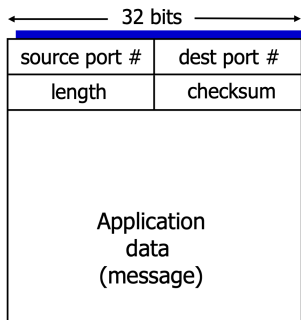 32 bits
source port # dest port #
length checksum
Application
data
(message)